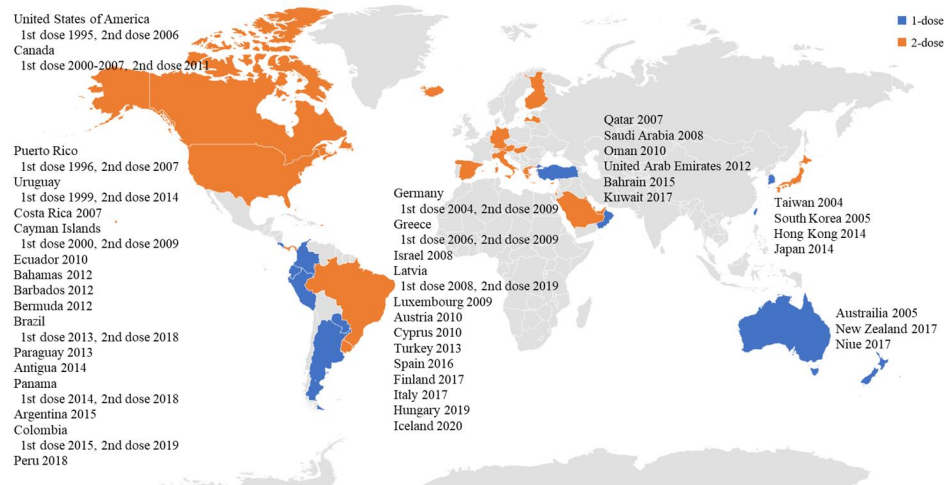 United States of America
1st dose 1995, 2nd dose 2006
Canada
1st dose 2000-2007, 2nd dose 2011
1-dose
2-dose
Puerto Rico
1st dose 1996, 2nd dose 2007
Uruguay
1st dose 1999, 2nd dose 2014
Costa Rica 2007
Cayman Islands
1st dose 2000, 2nd dose 2009
Ecuador 2010
Bahamas 2012
Barbados 2012
Bermuda 2012
Brazil
1st dose 2013, 2nd dose 2018
Paraguay 2013
Antigua 2014
Panama
1st dose 2014, 2nd dose 2018
Argentina 2015
Colombia
1st dose 2015, 2nd dose 2019
Peru 2018
Germany
1st dose 2004, 2nd dose 2009
Greece
1st dose 2006, 2nd dose 2009
Israel 2008
Latvia
1st dose 2008, 2nd dose 2019
Luxembourg 2009
Austria 2010
Cyprus 2010
Turkey 2013
Spain 2016
Finland 2017
Italy 2017
Hungary 2019
Iceland 2020
Qatar 2007
Saudi Arabia 2008
Oman 2010
United Arab Emirates 2012
Bahrain 2015
Kuwait 2017
Taiwan 2004
South Korea 2005
Hong Kong 2014
Japan 2014
Austrailia 2005
New Zealand 2017
Niue 2017